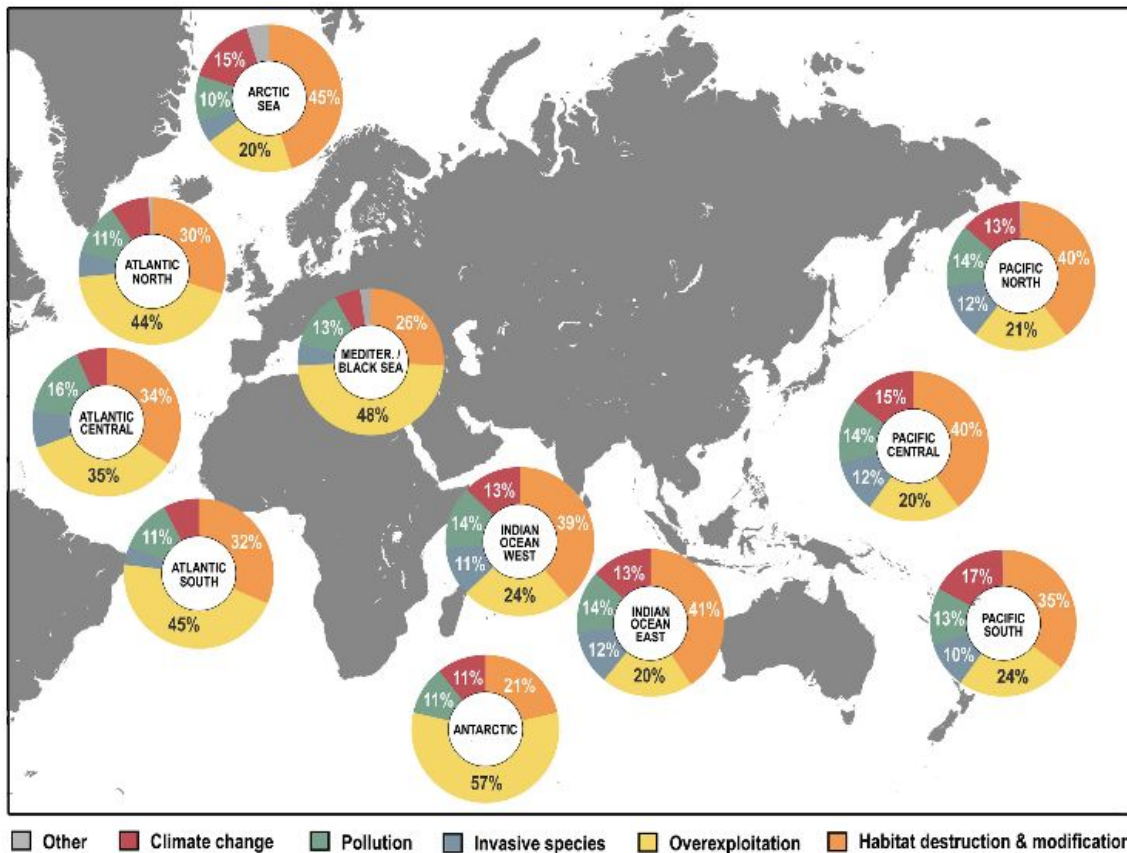 15%
45%
10%
20%
ARCTIC
SEA
11%
30%
44%
ATLANTIC
NORTH
13%
26%
48%
MEDITER. /
BLACK SEA
13%
14%
40%
12%
21%
PACIFIC
NORTH
16%
34%
35%
ATLANTIC
CENTRAL
15%
14%
40%
12%
20%
PACIFIC
CENTRAL
11%
32%
45%
ATLANTIC
SOUTH
13%
14%
39%
11%
24%
INDIAN
OCEAN
WEST
13%
14%
41%
12%
20%
INDIAN
OCEAN
EAST
17%
35%
13%
10%
24%
PACIFIC
SOUTH
11%
21%
11%
57%
ANTARCTIC
Other
Climate change
Pollution
Invasive species
Overexploitation
Habitat destruction & modification